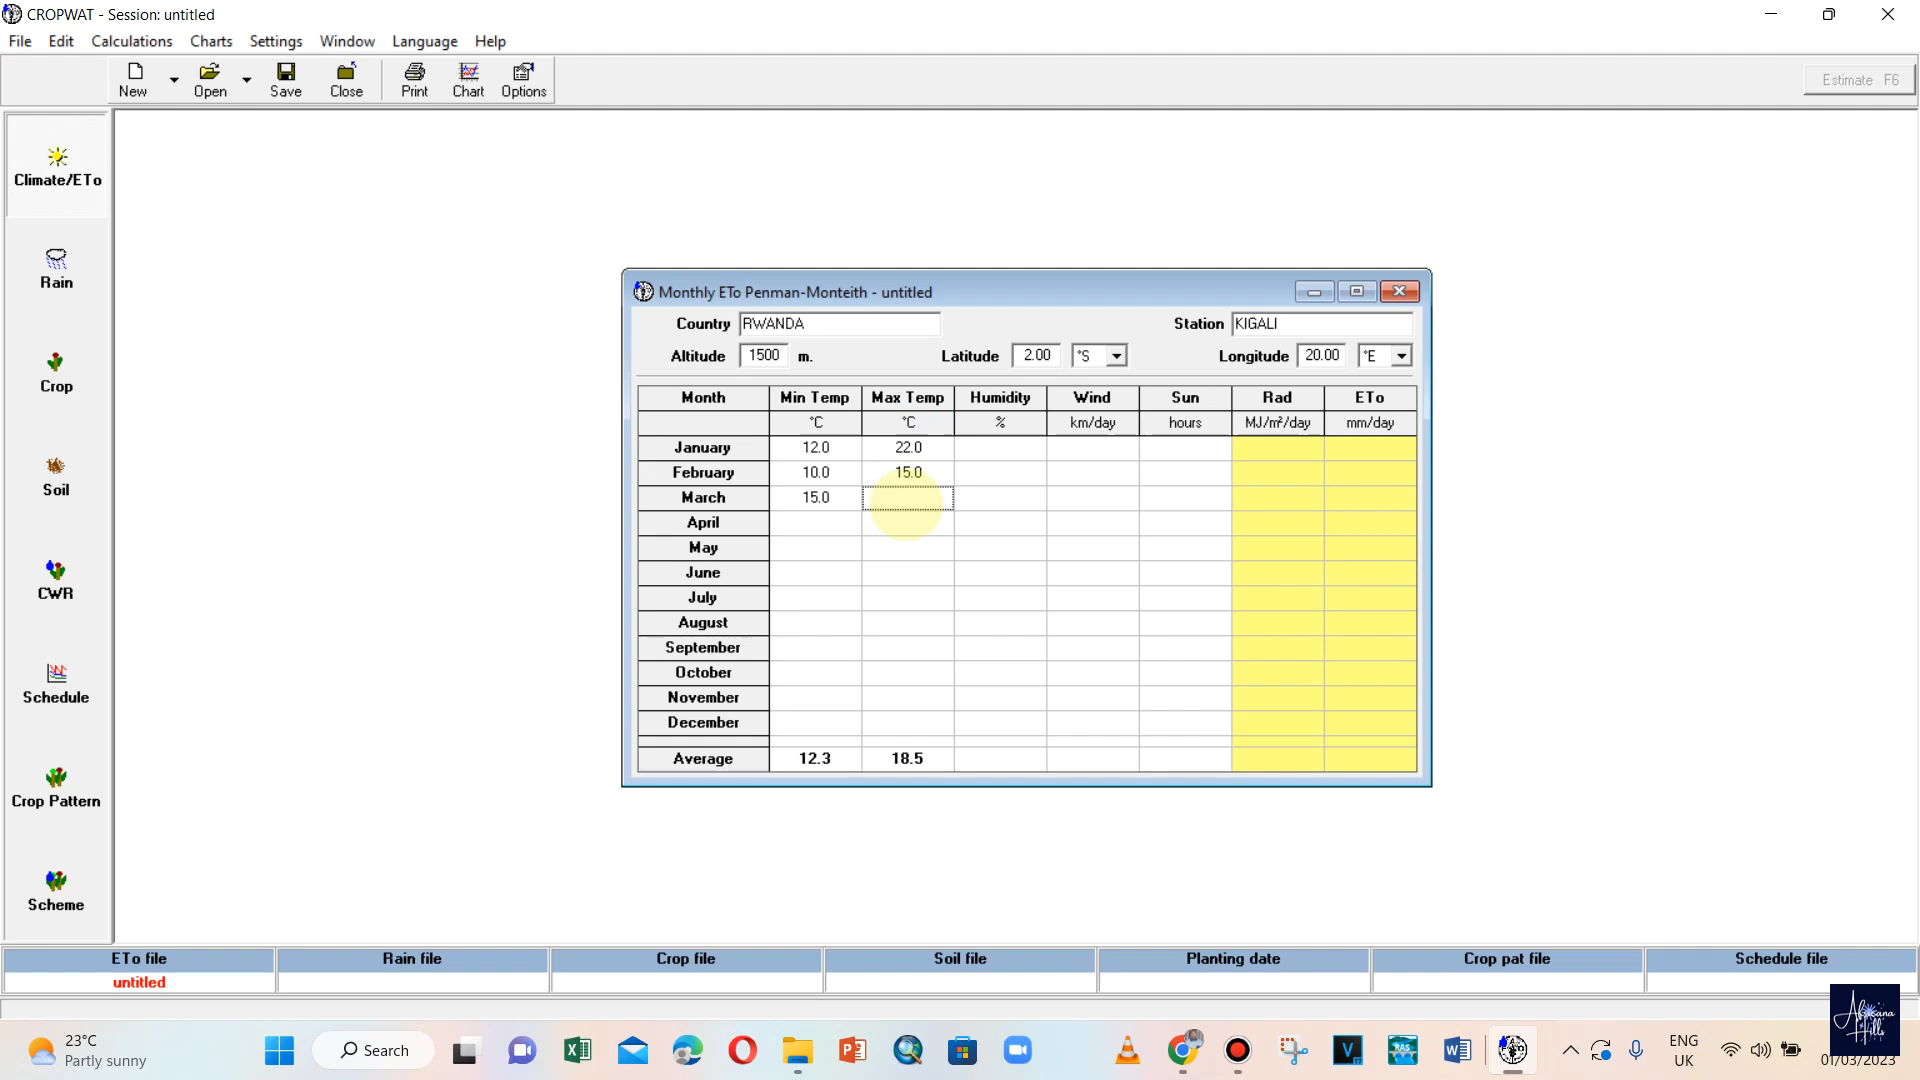 CROPWAT - Session: untitled
File Edit Calculations Charts Settings Window Language Help
New Open Save Close Print Chart Options
Estimate F6
Climate/ETo
Rain
Crop
Soil
CWR
Schedule
Crop Pattern
Scheme
Monthly ETo Penman-Monteith - untitled
Country RWANDA Station KIGALI
Altitude 1500 m. Latitude 2.00 °S Longitude 20.00 °E
Month Min Temp Max Temp Humidity Wind Sun Rad ETo
°C °C % km/day hours MJ/m²/day mm/day
January 12.0 22.0
February 10.0 15.0
March 15.0
April
May
June
July
August
September
October
November
December
Average 12.3 18.5
ETo file Rain file Crop file Soil file Planting date Crop pat file Schedule file
untitled
Africana
Hills
23°C
Partly sunny
Search
ENG
UK
01/03/2023